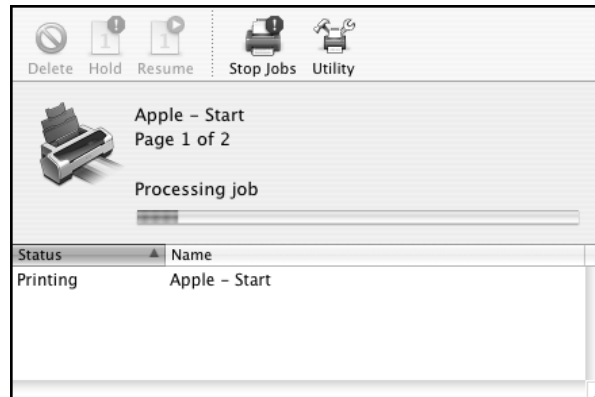 Delete Hold Resume Stop Jobs Utility
Apple – Start
Page 1 of 2
Processing job
Status Name
Printing Apple – Start